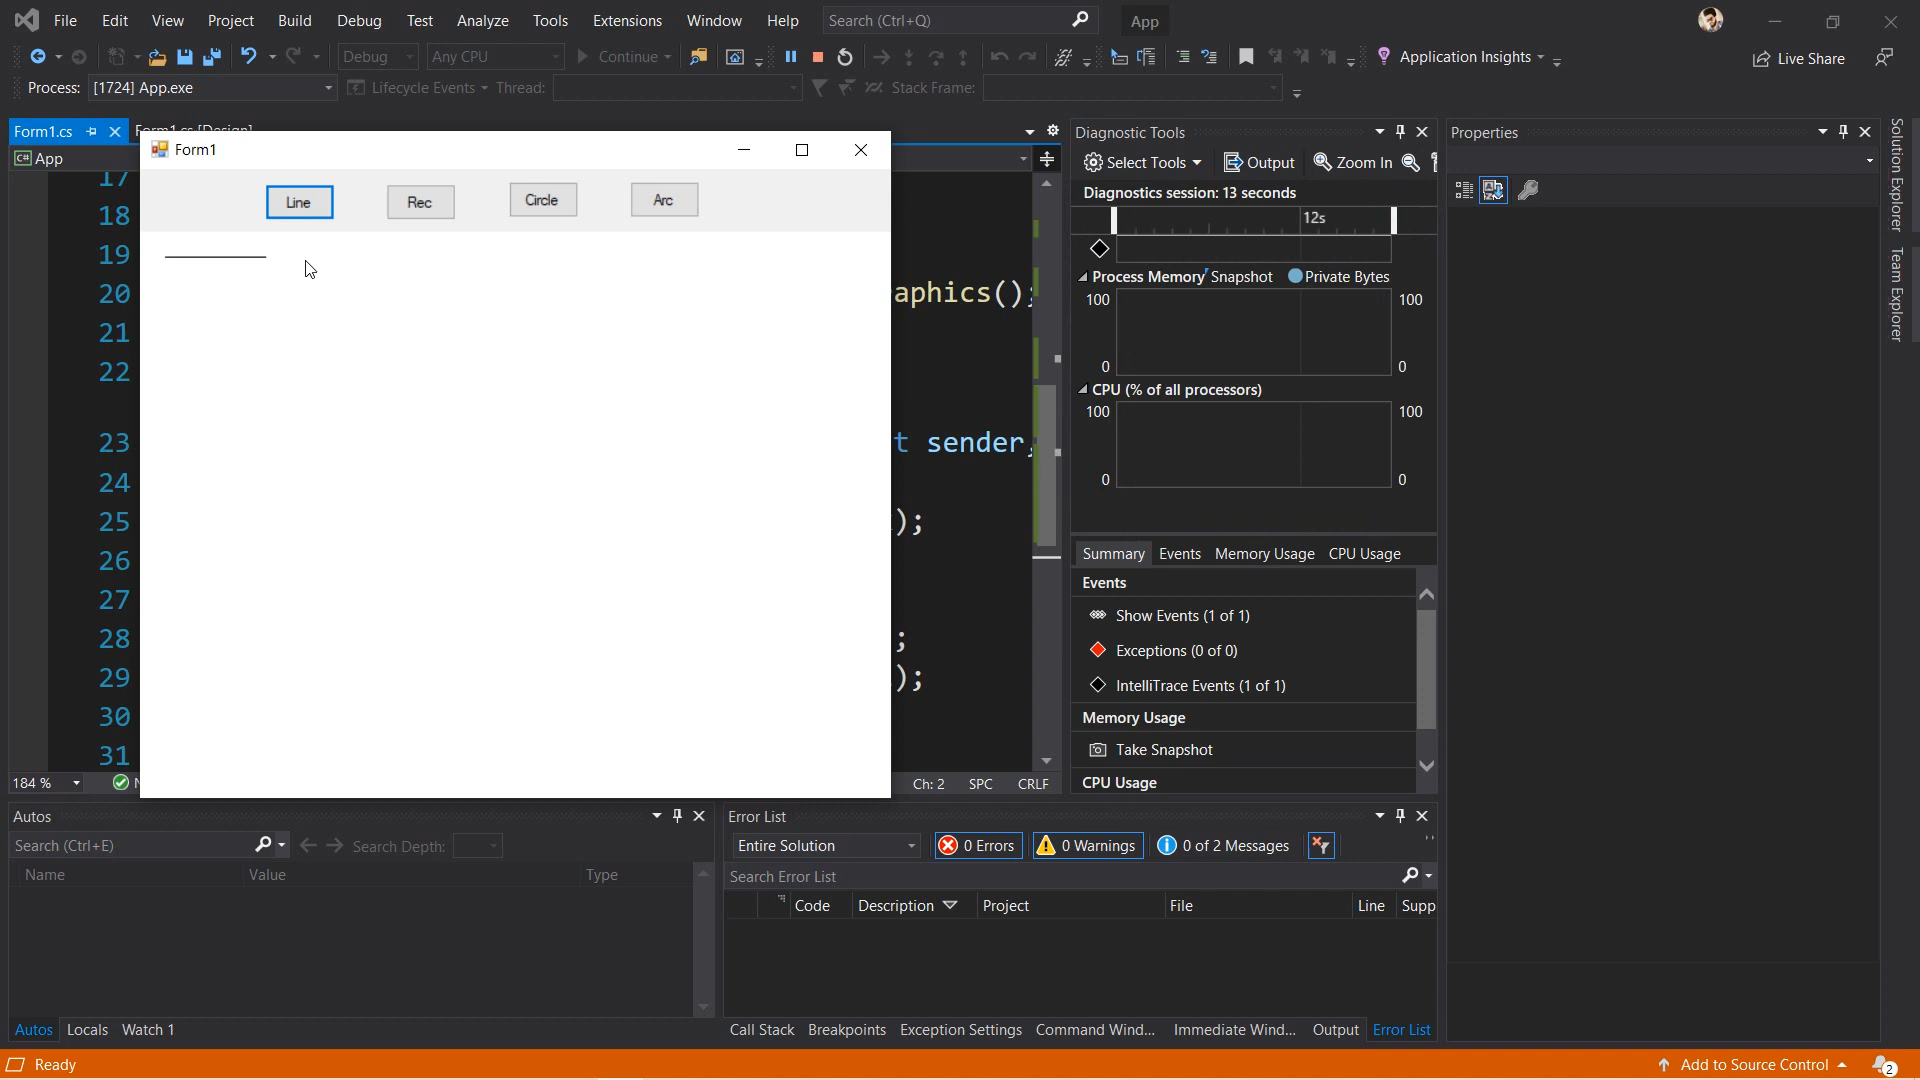 File Edit View Project Build Debug Test Analyze Tools Extensions Window Help Search (Ctrl+Q) App
Debug Any CPU Continue Application Insights Live Share
Process: [1724] App.exe Lifecycle Events Thread: Stack Frame:
Form1.cs
App
Form1
Line Rec Circle Arc
17
18
19
20 aphics();
21
22
23 t sender,
24
25 );
26
27
28 ;
29 );
30
31
184 % Ch: 2 SPC CRLF
Diagnostic Tools
Select Tools Output Zoom In
Diagnostics session: 13 seconds
12s
Process Memory Snapshot Private Bytes
100 100
0 0
CPU (% of all processors)
100 100
0 0
Summary Events Memory Usage CPU Usage
Events
Show Events (1 of 1)
Exceptions (0 of 0)
IntelliTrace Events (1 of 1)
Memory Usage
Take Snapshot
CPU Usage
Properties
Solution Explorer
Team Explorer
Autos
Search (Ctrl+E) Search Depth:
Name Value Type
Autos Locals Watch 1
Error List
Entire Solution 0 Errors 0 Warnings 0 of 2 Messages
Search Error List
Code Description Project File Line Supp
Call Stack Breakpoints Exception Settings Command Wind... Immediate Wind... Output Error List
Ready Add to Source Control 2